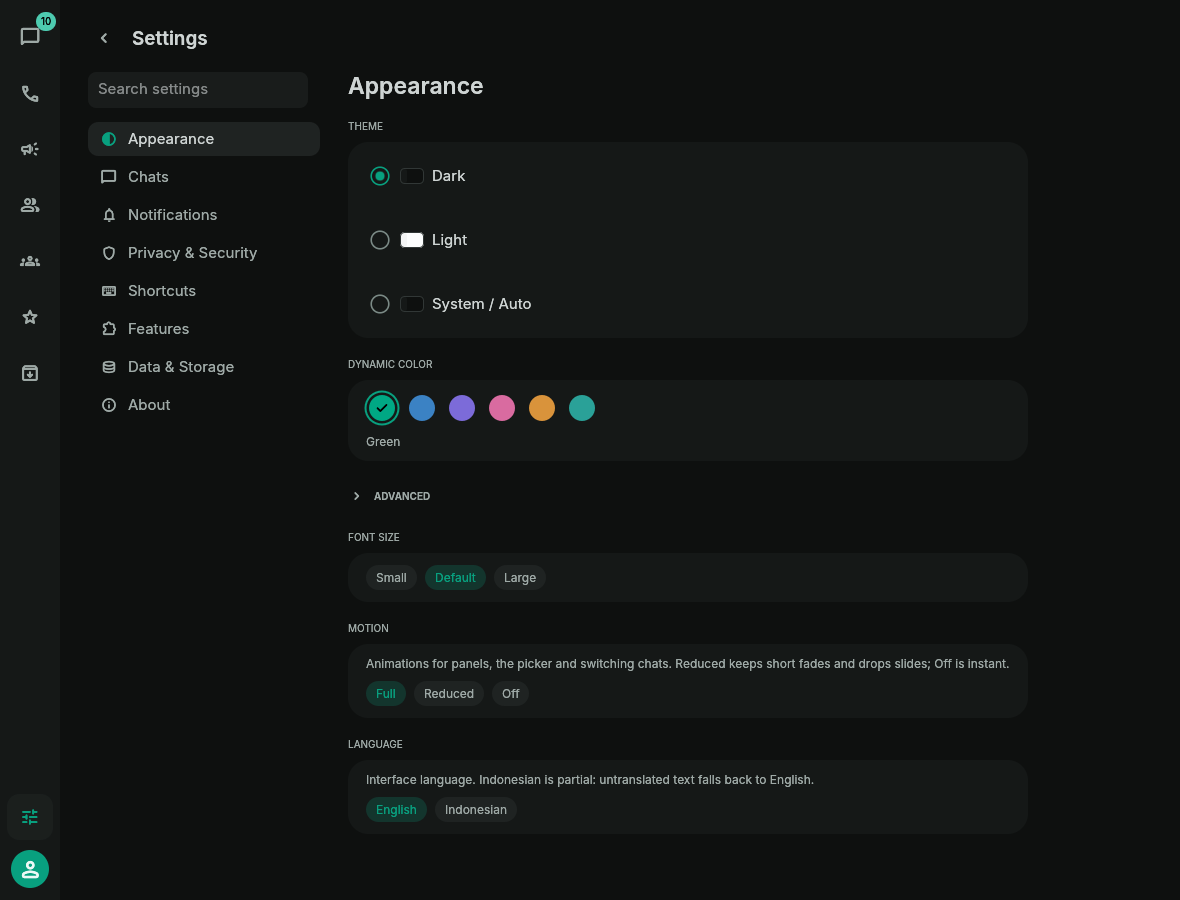 10
Settings
Search settings
Appearance
Chats
Notifications
Privacy & Security
Shortcuts
Features
Data & Storage
About
Appearance
THEME
Dark
Light
System / Auto
DYNAMIC COLOR
Green
ADVANCED
FONT SIZE
Small Default Large
MOTION
Animations for panels, the picker and switching chats. Reduced keeps short fades and drops slides; Off is instant.
Full Reduced Off
LANGUAGE
Interface language. Indonesian is partial: untranslated text falls back to English.
English Indonesian